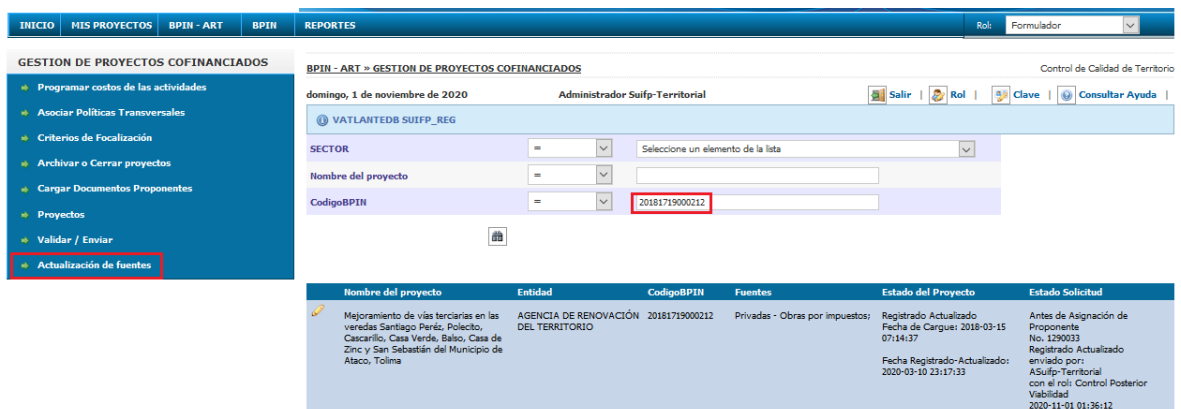 INICIO MIS PROYECTOS BPIN - ART BPIN REPORTES Rol: Formulador
GESTION DE PROYECTOS COFINANCIADOS
Programar costos de las actividades
Asociar Políticas Transversales
Criterios de Focalización
Archivar o Cerrar proyectos
Cargar Documentos Proponentes
Proyectos
Validar / Enviar
Actualización de fuentes
BPIN - ART » GESTION DE PROYECTOS COFINANCIADOS Control de Calidad de Territorio
domingo, 1 de noviembre de 2020 Administrador Suifp-Territorial Salir | Rol | Clave | Consultar Ayuda |
VATLANTEDB SUIFP_REG
SECTOR = Seleccione un elemento de la lista
Nombre del proyecto =
CodigoBPIN = 20181719000212
Nombre del proyecto Entidad CodigoBPIN Fuentes Estado del Proyecto Estado Solicitud
Mejoramiento de vías terciarias en las
veredas Santiago Peréz, Polecito,
Cascarillo, Casa Verde, Balso, Casa de
Zinc y San Sebastián del Municipio de
Ataco, Tolima
AGENCIA DE RENOVACIÓN
DEL TERRITORIO
20181719000212
Privadas - Obras por impuestos;
Registrado Actualizado
Fecha de Cargue: 2018-03-15
07:14:37
Fecha Registrado-Actualizado:
2020-03-10 23:17:33
Antes de Asignación de
Proponente
No. 1290033
Registrado Actualizado
enviado por:
ASuifp-Territorial
con el rol: Control Posterior
Viabilidad
2020-11-01 01:36:12